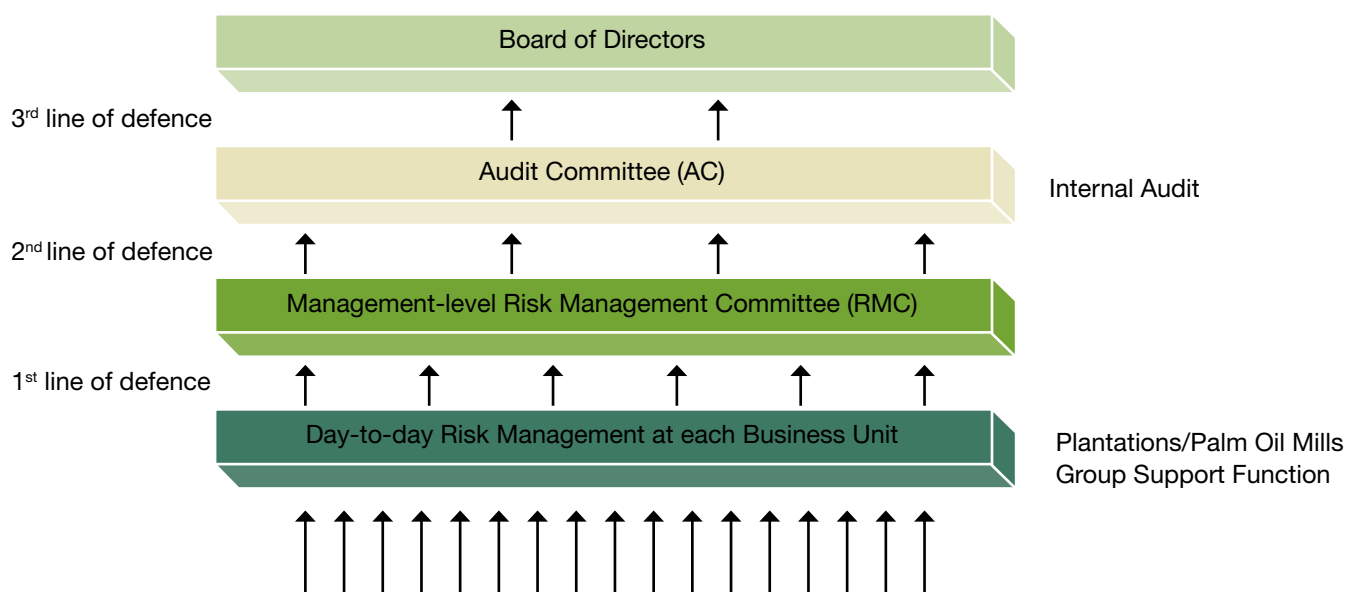 Board of Directors
3rd line of defence
Audit Committee (AC)
Internal Audit
2nd line of defence
Management-level Risk Management Committee (RMC)
1st line of defence
Day-to-day Risk Management at each Business Unit
Plantations/Palm Oil Mills
Group Support Function